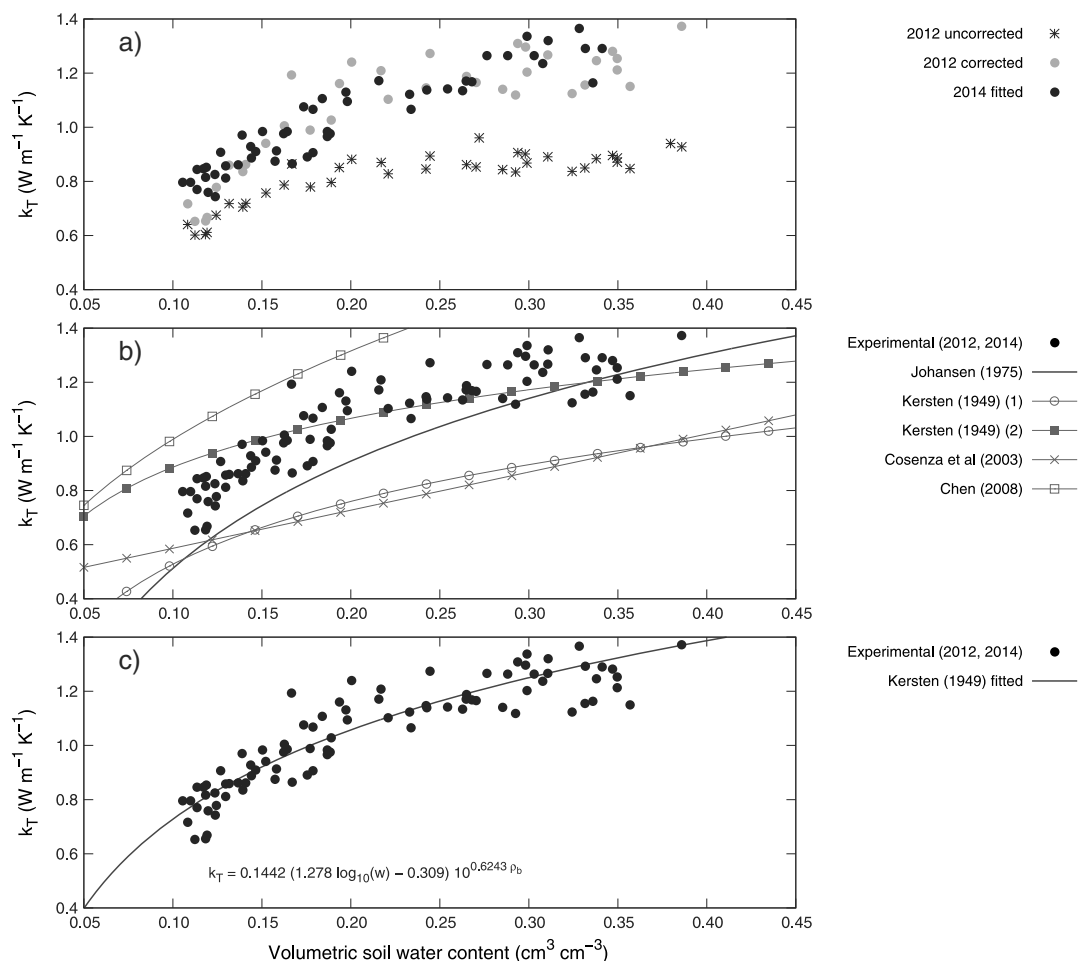 a)
1.4
1.2
1.0
0.8
0.6
0.4
k_T (W m⁻¹ K⁻¹)
0.05 0.10 0.15 0.20 0.25 0.30 0.35 0.40 0.45
2012 uncorrected
2012 corrected
2014 fitted
b)
1.4
1.2
1.0
0.8
0.6
0.4
k_T (W m⁻¹ K⁻¹)
0.05 0.10 0.15 0.20 0.25 0.30 0.35 0.40 0.45
Experimental (2012, 2014)
Johansen (1975)
Kersten (1949) (1)
Kersten (1949) (2)
Cosenza et al (2003)
Chen (2008)
c)
1.4
1.2
1.0
0.8
0.6
0.4
k_T (W m⁻¹ K⁻¹)
k_T = 0.1442 (1.278 log₁₀(w) − 0.309) 10^{0.6243 ρ_b}
0.05 0.10 0.15 0.20 0.25 0.30 0.35 0.40 0.45
Volumetric soil water content (cm³ cm⁻³)
Experimental (2012, 2014)
Kersten (1949) fitted